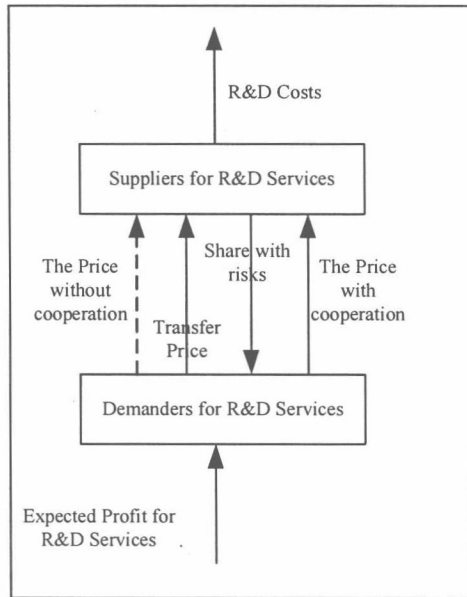 R&D Costs
Suppliers for R&D Services
The Price
without
cooperation
Transfer
Price
Share with
risks
The Price
with
cooperation
Demanders for R&D Services
Expected Profit for
R&D Services